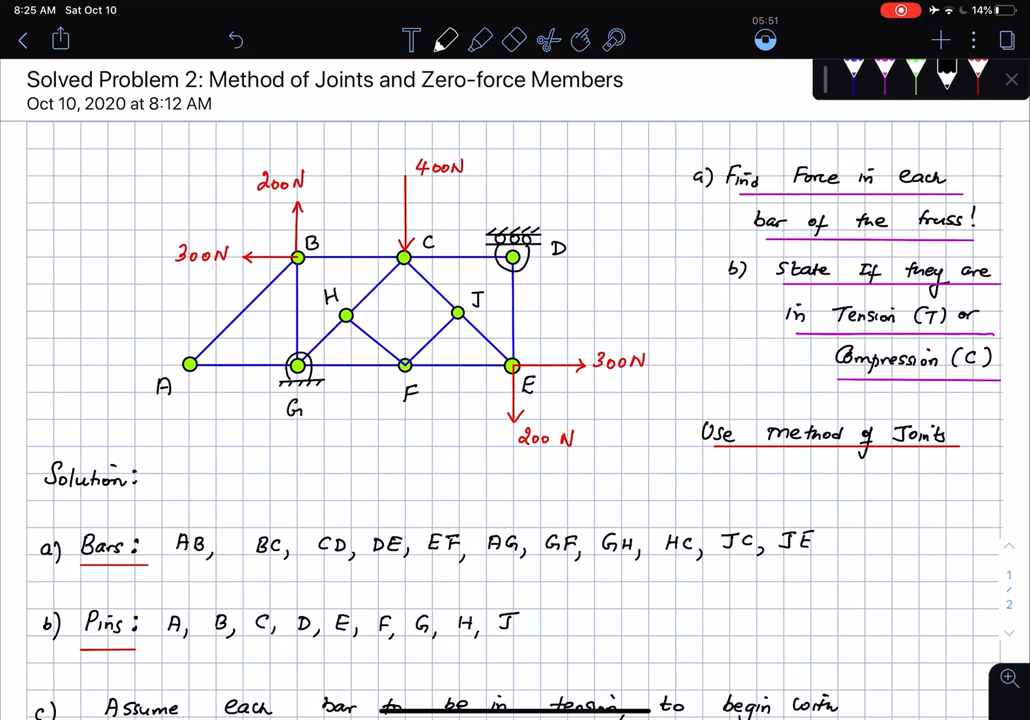 8:25 AM Sat Oct 10
14%
05:51
Solved Problem 2: Method of Joints and Zero-force Members
Oct 10, 2020 at 8:12 AM
400N
200N
300N
B
C
D
H
J
A
G
F
E
300N
200 N
a) Find Force in each
bar of the truss!
b) State If they are
in Tension (T) or
Compression (C)
Use method of Joints
Solution:
a) Bars: AB, BC, CD, DE, EF, AG, GF, GH, HC, JC, JE
b) Pins: A, B, C, D, E, F, G, H, J
c) Assume each bar to be in tension to begin with
1
2